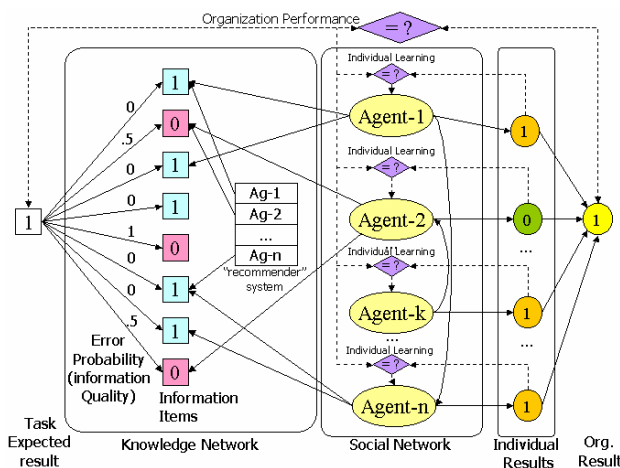 Organization Performance
= ?
Individual Learning
= ?
Agent-1
1
0
.5
0
0
1
0
0
.5
1
0
1
1
0
1
1
0
1
Ag-1
Ag-2
...
Ag-n
"recommender"
system
Individual Learning
= ?
Agent-2
0
1
...
Individual Learning
= ?
Agent-k
1
...
...
Individual Learning
= ?
Agent-n
1
Error
Probability
(information
Quality)
Information
Items
Task
Expected
result
Knowledge Network
Social Network
Individual
Results
Org.
Result